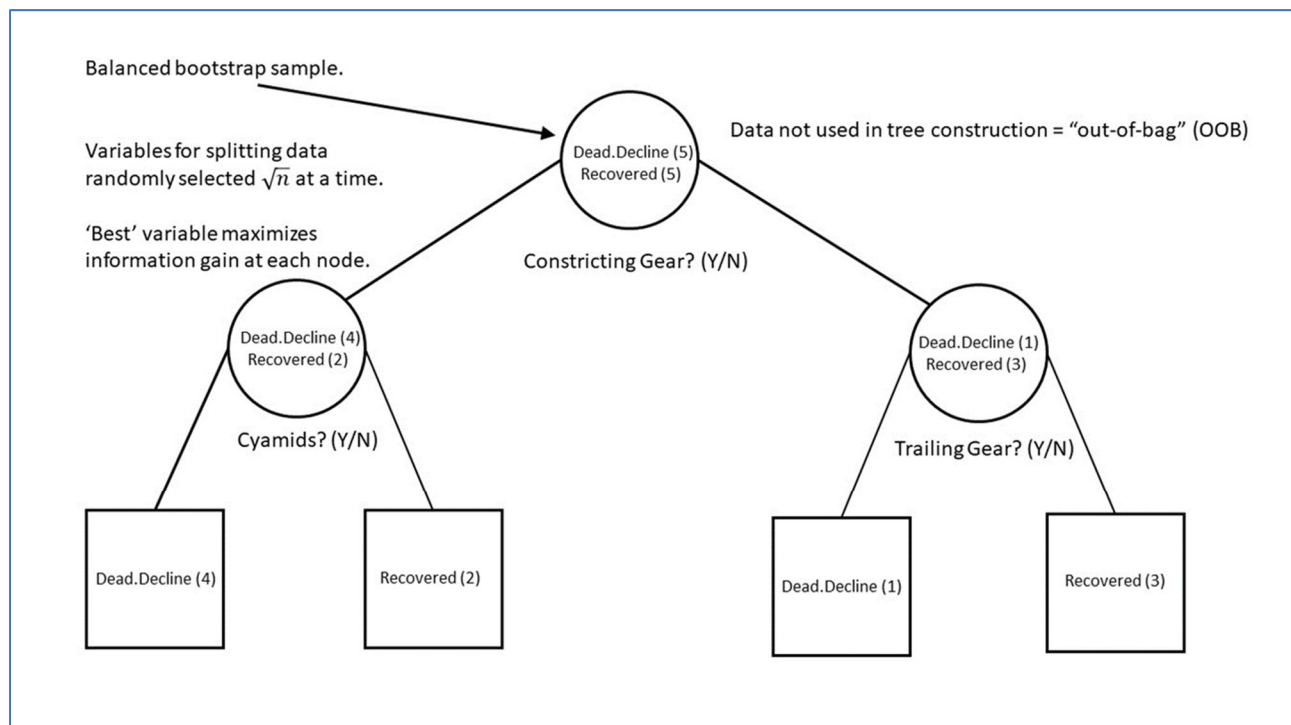 Balanced bootstrap sample.
Variables for splitting data
randomly selected √n at a time.
‘Best’ variable maximizes
information gain at each node.
Data not used in tree construction = “out-of-bag” (OOB)
Dead.Decline (5)
Recovered (5)
Constricting Gear? (Y/N)
Dead.Decline (4)
Recovered (2)
Cyamids? (Y/N)
Dead.Decline (1)
Recovered (3)
Trailing Gear? (Y/N)
Dead.Decline (4)
Recovered (2)
Dead.Decline (1)
Recovered (3)